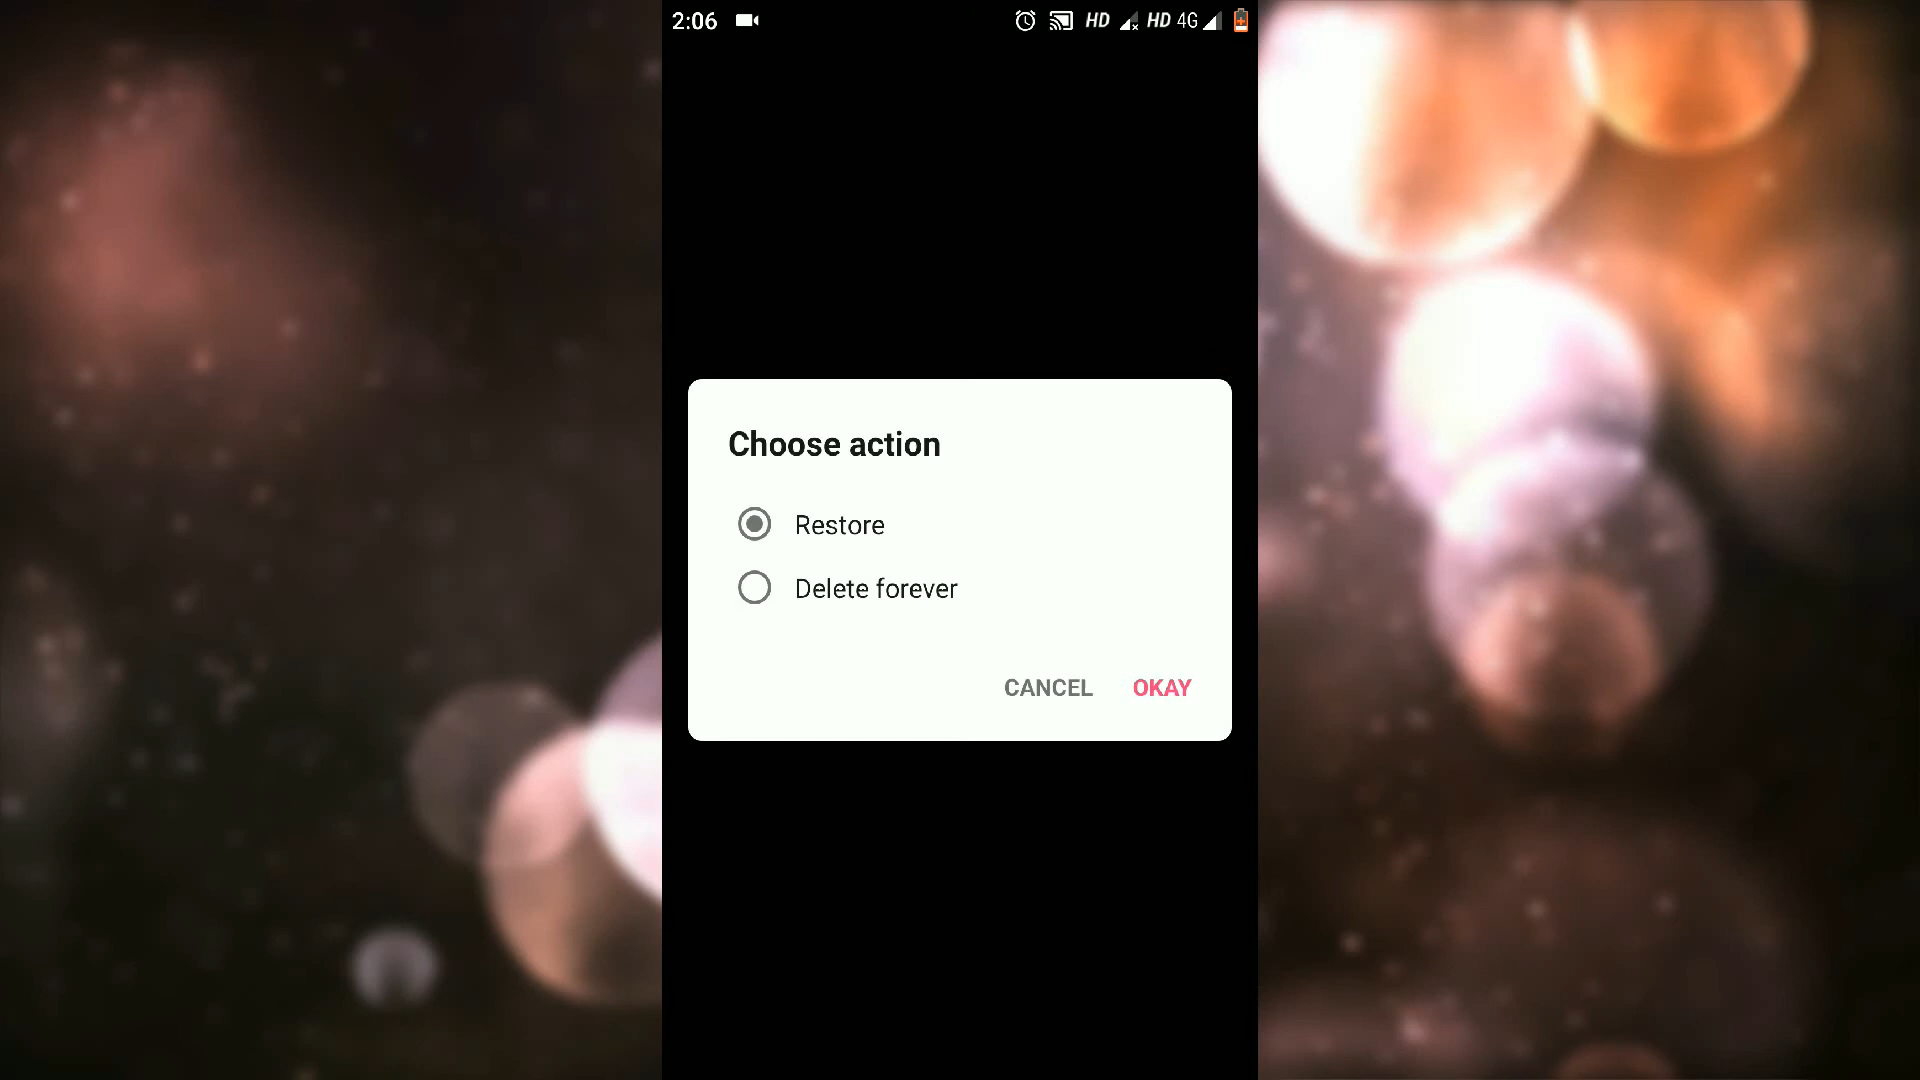 2:06 HD HD 4G
Choose action
Restore
Delete forever
CANCEL OKAY